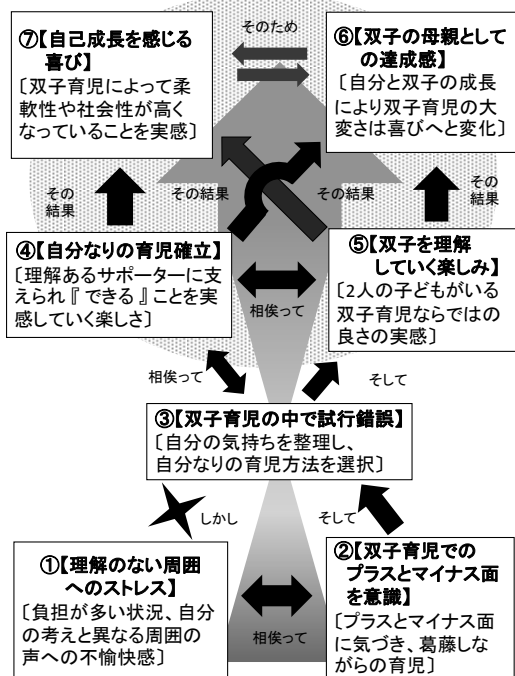 そのため
⑦【自己成長を感じる
喜び】
〔双子育児によって柔
軟性や社会性が高く
なっていることを実感〕
⑥【双子の母親として
の達成感】
〔自分と双子の成長
により双子育児の大
変さは喜びへと変化〕
その
結果
その結果
その結果
その
結果
④【自分なりの育児確立】
〔理解あるサポーターに支
えられ『 できる 』ことを実
感していく楽しさ〕
相俟って
⑤【双子を理解
していく楽しみ】
〔2人の子どもがいる
双子育児ならではの
良さの実感〕
相俟って
そして
③【双子育児の中で試行錯誤】
〔自分の気持ちを整理し、
自分なりの育児方法を選択〕
しかし
そして
①【理解のない周囲
へのストレス】
〔負担が多い状況、自分
の考えと異なる周囲の
声への不愉快感〕
相俟って
②【双子育児での
プラスとマイナス面
を意識】
〔プラスとマイナス面
に気づき、葛藤しな
がらの育児〕